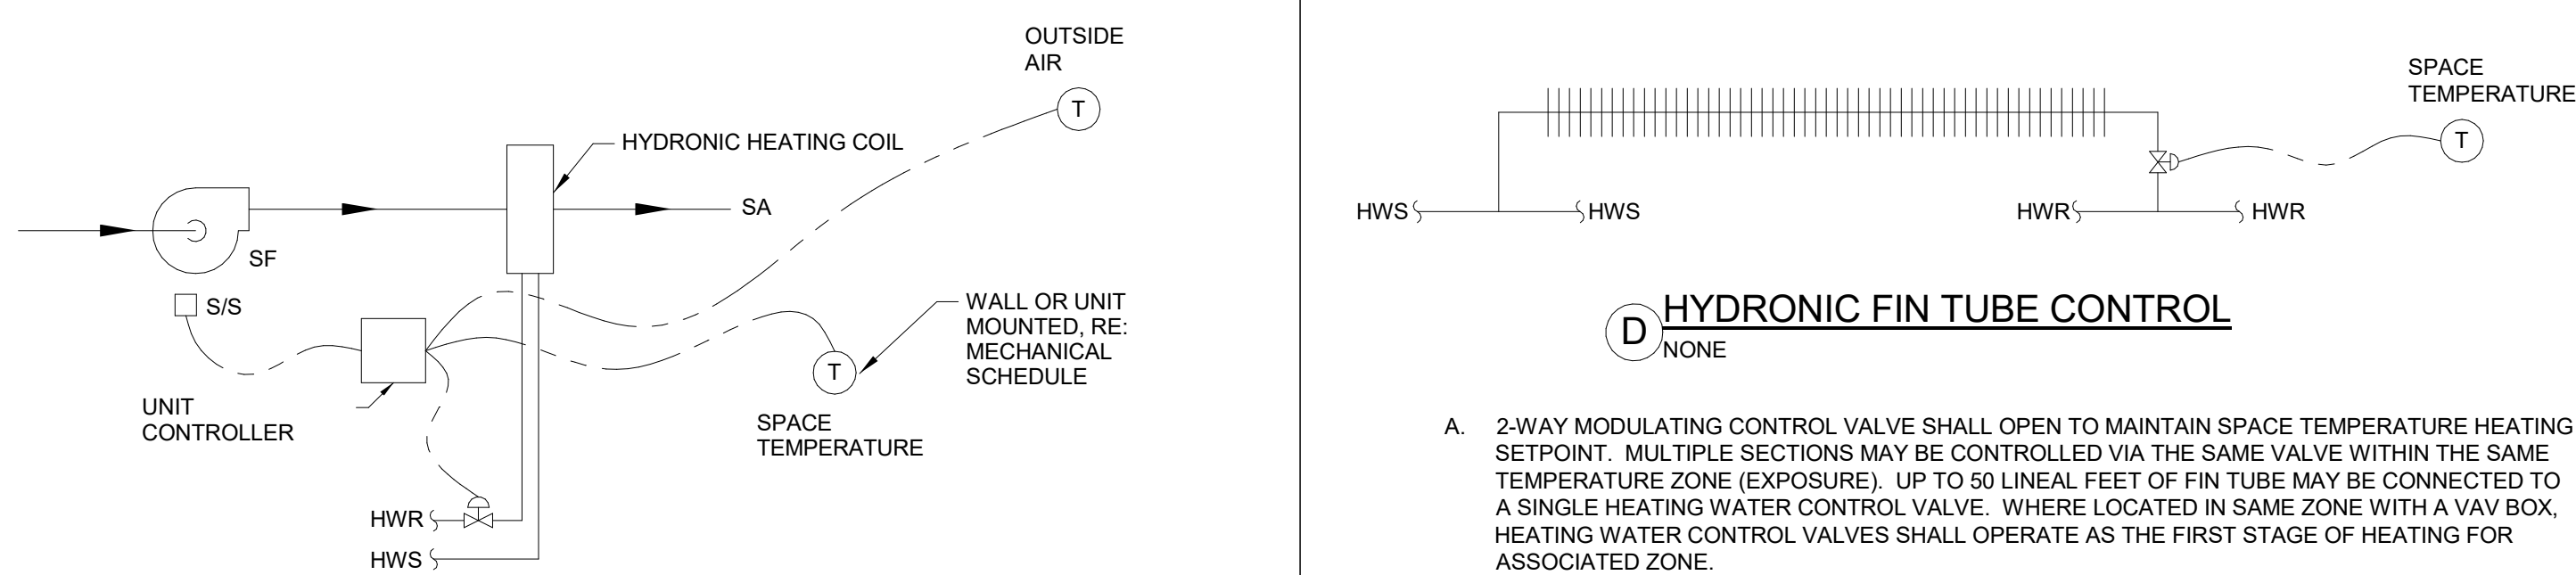 OUTSIDE
AIR
T
HYDRONIC HEATING COIL
SA
SF
S/S
WALL OR UNIT
MOUNTED, RE:
MECHANICAL
SCHEDULE
T
UNIT
CONTROLLER
SPACE
TEMPERATURE
HWR
HWS
SPACE
TEMPERATURE
T
HWS
HWS
HWR
HWR
D
HYDRONIC FIN TUBE CONTROL
NONE
A. 2-WAY MODULATING CONTROL VALVE SHALL OPEN TO MAINTAIN SPACE TEMPERATURE HEATING
SETPOINT. MULTIPLE SECTIONS MAY BE CONTROLLED VIA THE SAME VALVE WITHIN THE SAME
TEMPERATURE ZONE (EXPOSURE). UP TO 50 LINEAL FEET OF FIN TUBE MAY BE CONNECTED TO
A SINGLE HEATING WATER CONTROL VALVE. WHERE LOCATED IN SAME ZONE WITH A VAV BOX,
HEATING WATER CONTROL VALVES SHALL OPERATE AS THE FIRST STAGE OF HEATING FOR
ASSOCIATED ZONE.